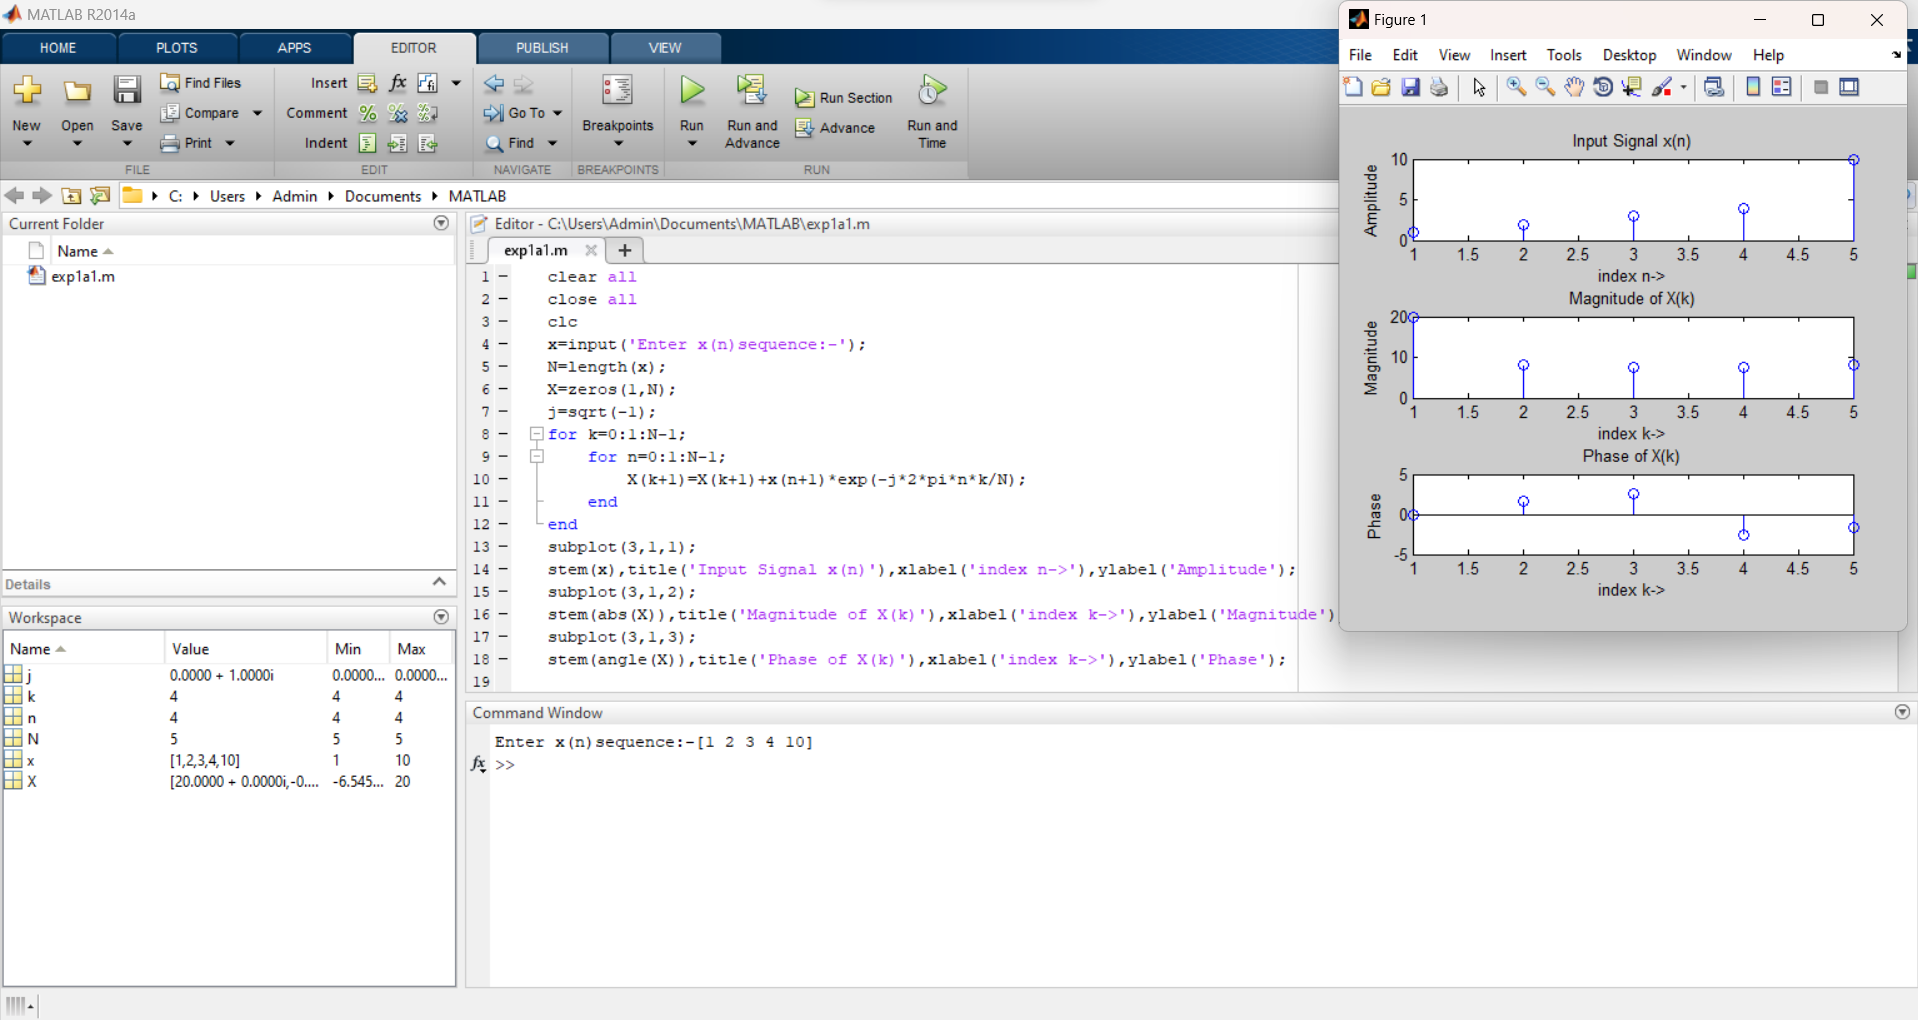 MATLAB R2014a
HOME
PLOTS
APPS
EDITOR
PUBLISH
VIEW
New
Open
Save
Find Files
Compare
Print
FILE
Insert
fx
Comment
Indent
EDIT
Go To
Find
NAVIGATE
Breakpoints
BREAKPOINTS
Run
Run and
Advance
Run Section
Advance
Run and
Time
RUN
C:
Users
Admin
Documents
MATLAB
Current Folder
Name
exp1a1.m
Details
Workspace
Name Value Min Max
j 0.0000 + 1.0000i 0.0000... 0.0000...
k 4 4 4
n 4 4 4
N 5 5 5
x [1,2,3,4,10] 1 10
X [20.0000 + 0.0000i,-0.... -6.545... 20
Editor - C:\Users\Admin\Documents\MATLAB\exp1a1.m
exp1a1.m
1 clear all
2 close all
3 clc
4 x=input('Enter x(n)sequence:-');
5 N=length(x);
6 X=zeros(1,N);
7 j=sqrt(-1);
8 for k=0:1:N-1;
9 for n=0:1:N-1;
10 X(k+1)=X(k+1)+x(n+1)*exp(-j*2*pi*n*k/N);
11 end
12 end
13 subplot(3,1,1);
14 stem(x),title('Input Signal x(n)'),xlabel('index n->'),ylabel('Amplitude');
15 subplot(3,1,2);
16 stem(abs(X)),title('Magnitude of X(k)'),xlabel('index k->'),ylabel('Magnitude')
17 subplot(3,1,3);
18 stem(angle(X)),title('Phase of X(k)'),xlabel('index k->'),ylabel('Phase');
19
Command Window
Enter x(n)sequence:-[1 2 3 4 10]
fx >>
Figure 1
File Edit View Insert Tools Desktop Window Help
Input Signal x(n)
Amplitude
10
5
0
1 1.5 2 2.5 3 3.5 4 4.5 5
index n->
Magnitude of X(k)
Magnitude
20
10
0
1 1.5 2 2.5 3 3.5 4 4.5 5
index k->
Phase of X(k)
Phase
5
0
-5
1 1.5 2 2.5 3 3.5 4 4.5 5
index k->